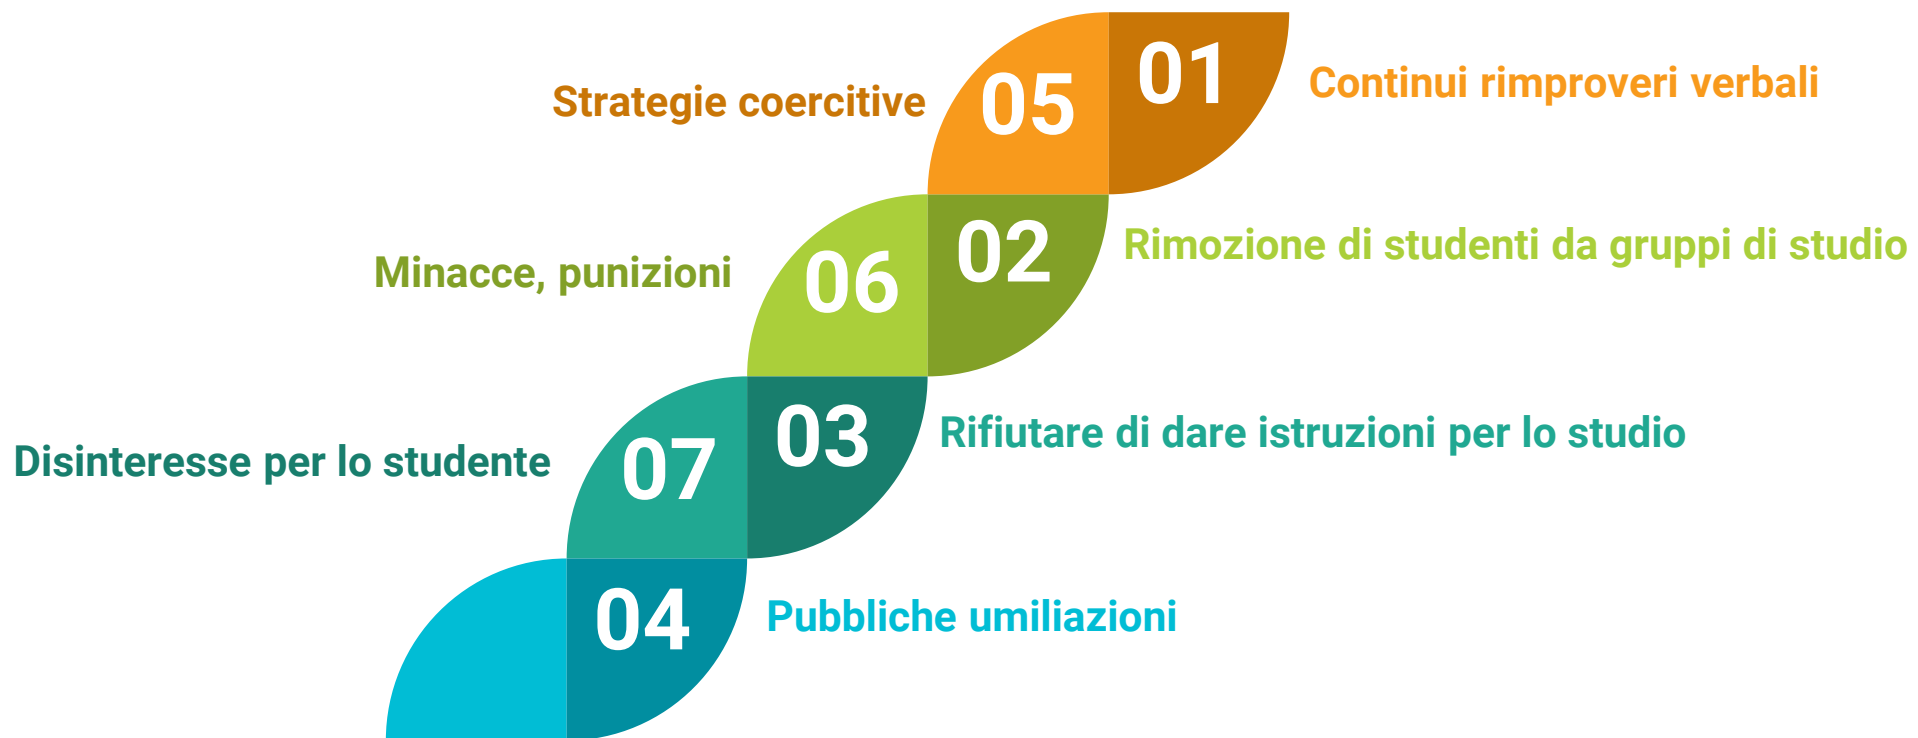 01
Continui rimproveri verbali
05
Strategie coercitive
02
Rimozione di studenti da gruppi di studio
06
Minacce, punizioni
03
Rifiutare di dare istruzioni per lo studio
07
Disinteresse per lo studente
04
Pubbliche umiliazioni